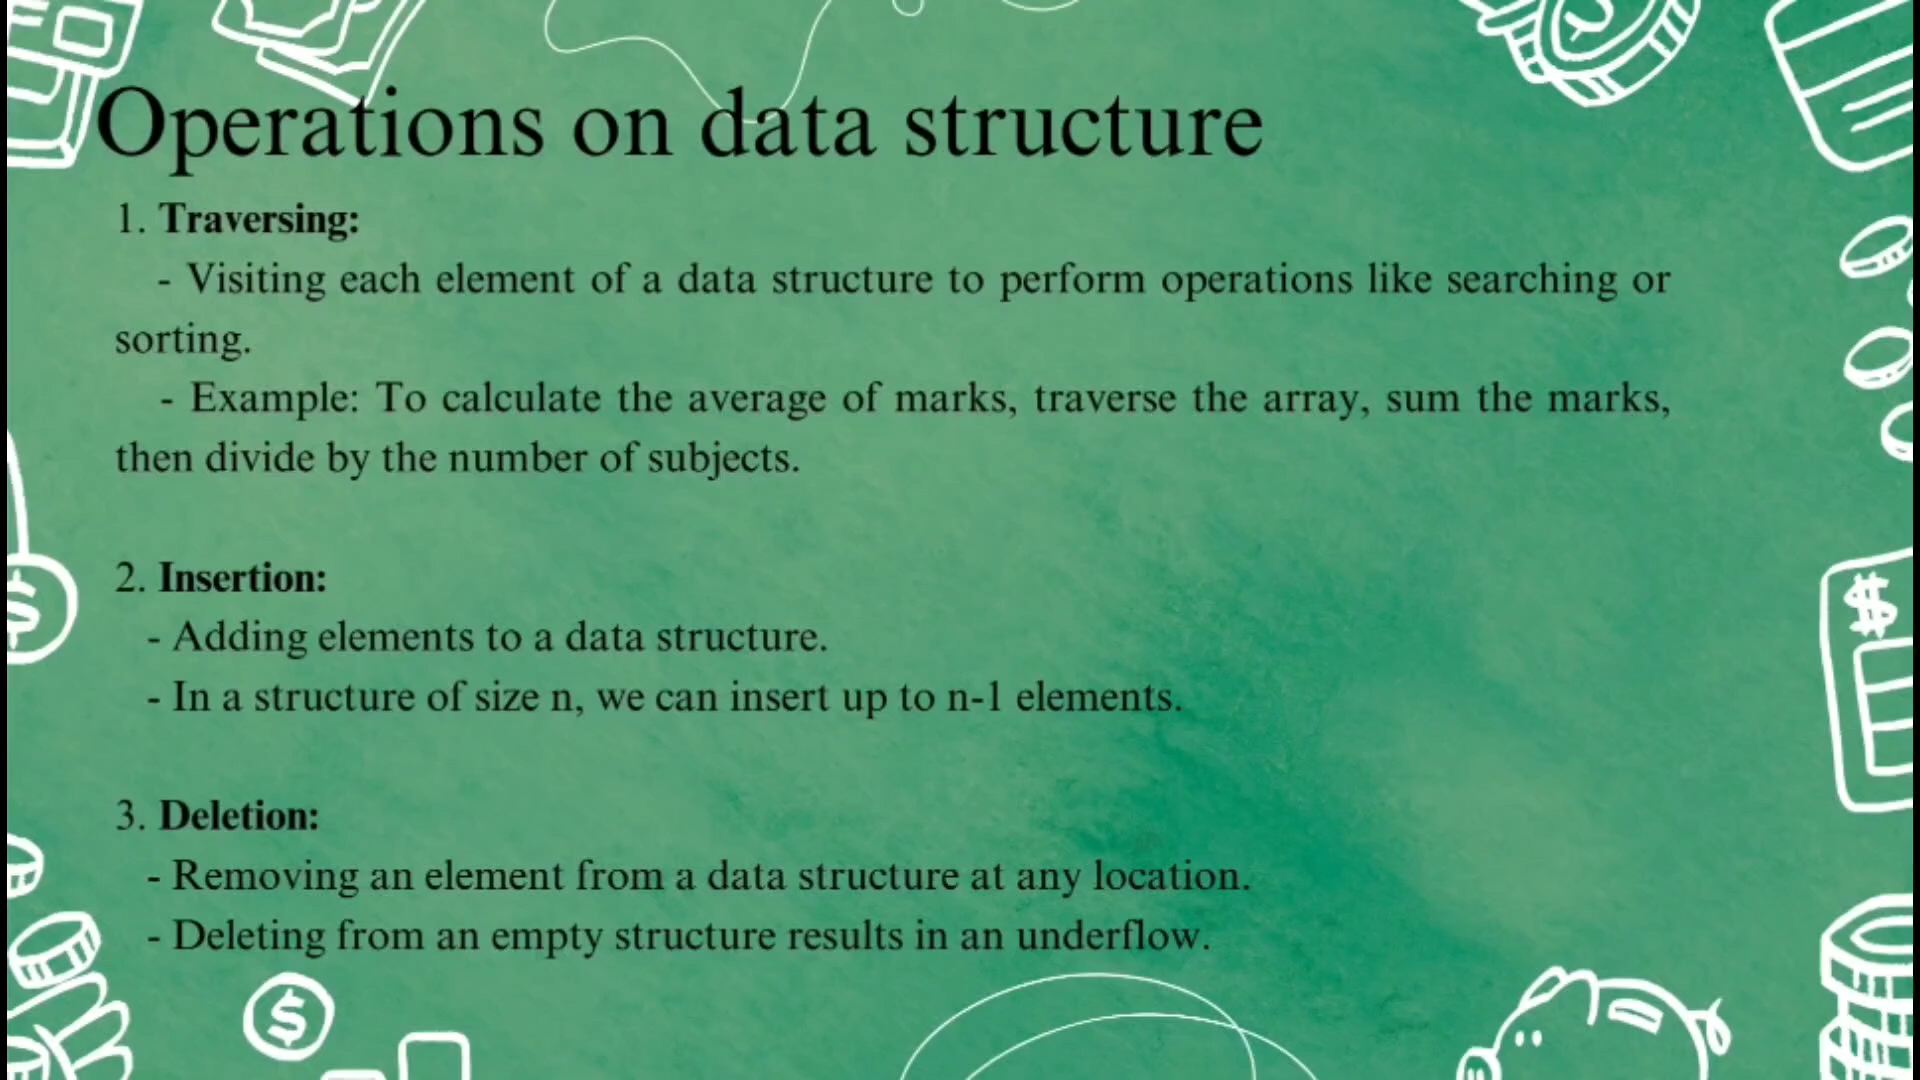 Operations on data structure
1. Traversing:
- Visiting each element of a data structure to perform operations like searching or
sorting.
- Example: To calculate the average of marks, traverse the array, sum the marks,
then divide by the number of subjects.
2. Insertion:
- Adding elements to a data structure.
- In a structure of size n, we can insert up to n-1 elements.
3. Deletion:
- Removing an element from a data structure at any location.
- Deleting from an empty structure results in an underflow.
$
$
$